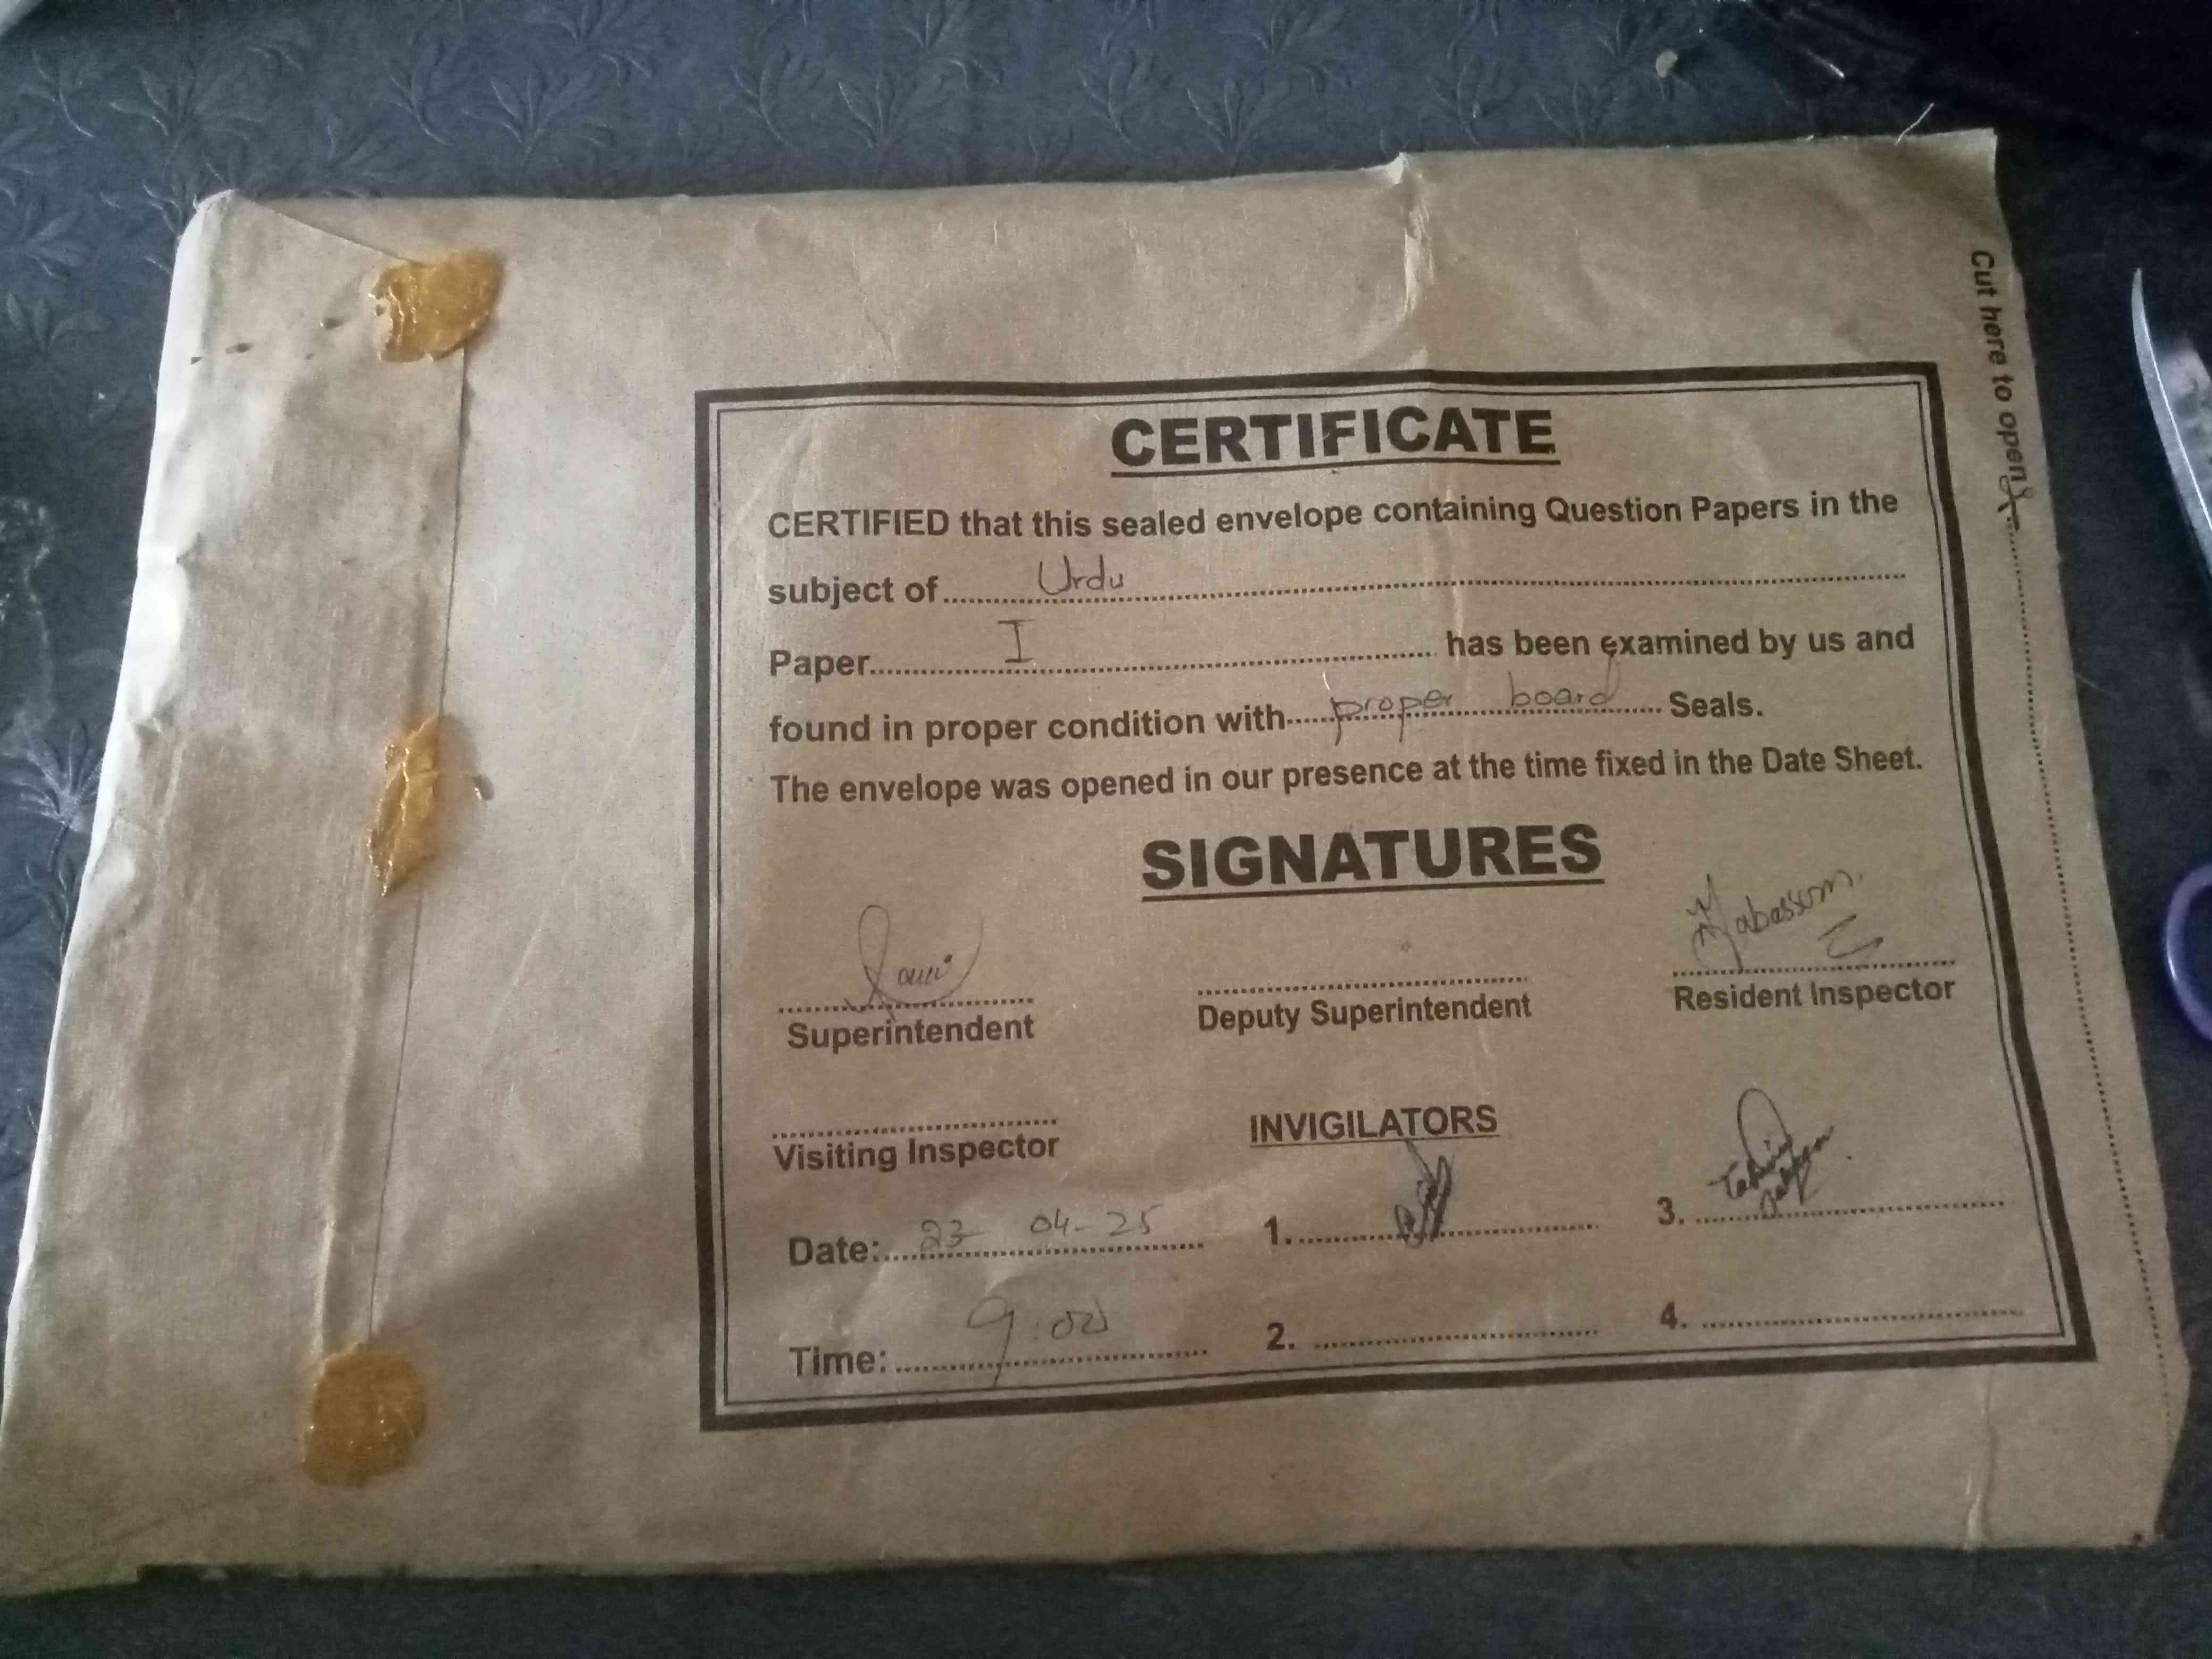 Cut here to open
CERTIFICATE
CERTIFIED that this sealed envelope containing Question Papers in the
subject of.....Urdu.....
Paper.....I..... has been examined by us and
found in proper condition with.....proper board..... Seals.
The envelope was opened in our presence at the time fixed in the Date Sheet.
SIGNATURES
Tabassum.
Superintendent
Deputy Superintendent
Resident Inspector
Visiting Inspector
INVIGILATORS
Date:.....23-04-25.....
1.
3.
Time:.....9:00.....
2.
4.